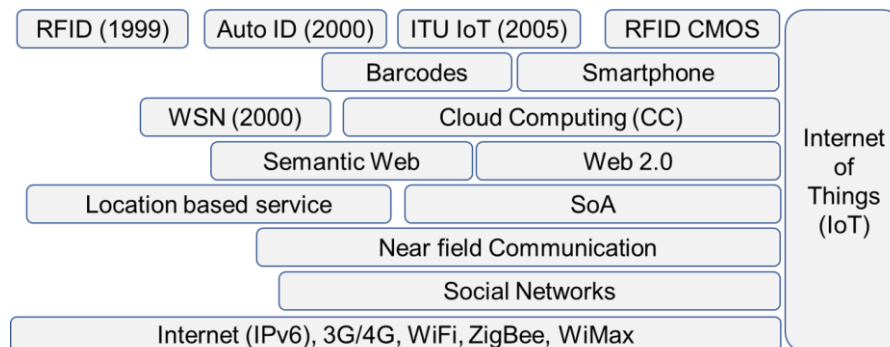 RFID (1999)
Auto ID (2000)
ITU IoT (2005)
RFID CMOS
Barcodes
Smartphone
WSN (2000)
Cloud Computing (CC)
Semantic Web
Web 2.0
Location based service
SoA
Near field Communication
Social Networks
Internet (IPv6), 3G/4G, WiFi, ZigBee, WiMax
Internet
of
Things
(IoT)